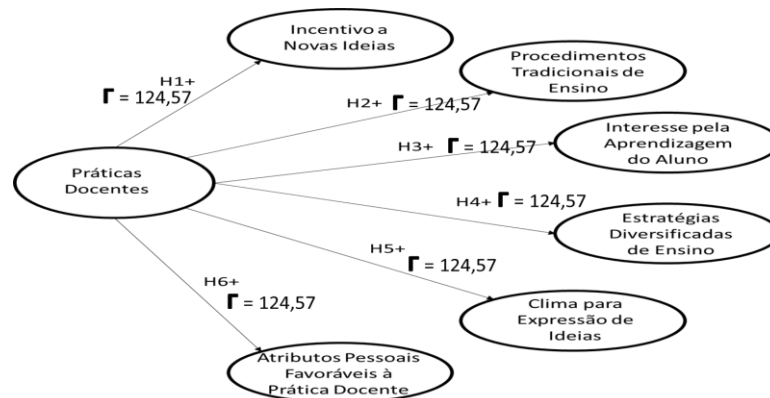 Incentivo a
Novas Ideias
H1+
Γ = 124,57
Procedimentos
Tradicionais de
Ensino
H2+ Γ = 124,57
Interesse pela
Aprendizagem
do Aluno
H3+ Γ = 124,57
Práticas
Docentes
H4+ Γ = 124,57
Estratégias
Diversificadas
de Ensino
H5+
Γ = 124,57
H6+
Γ = 124,57
Clima para
Expressão de
Ideias
Atributos Pessoais
Favoráveis à
Prática Docente